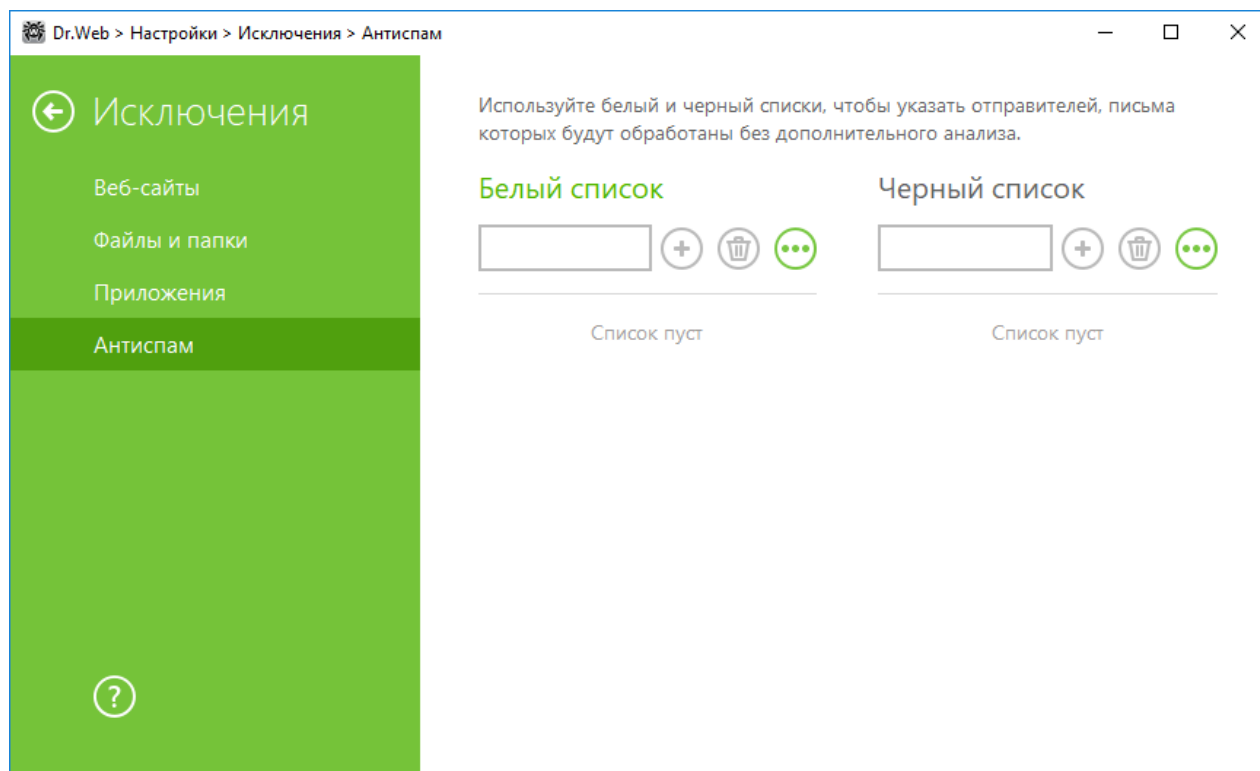 Dr.Web > Настройки > Исключения > Антиспам
Исключения
Веб-сайты
Файлы и папки
Приложения
Антиспам
?
Используйте белый и черный списки, чтобы указать отправителей, письма
которых будут обработаны без дополнительного анализа.
Белый список
Список пуст
Черный список
Список пуст